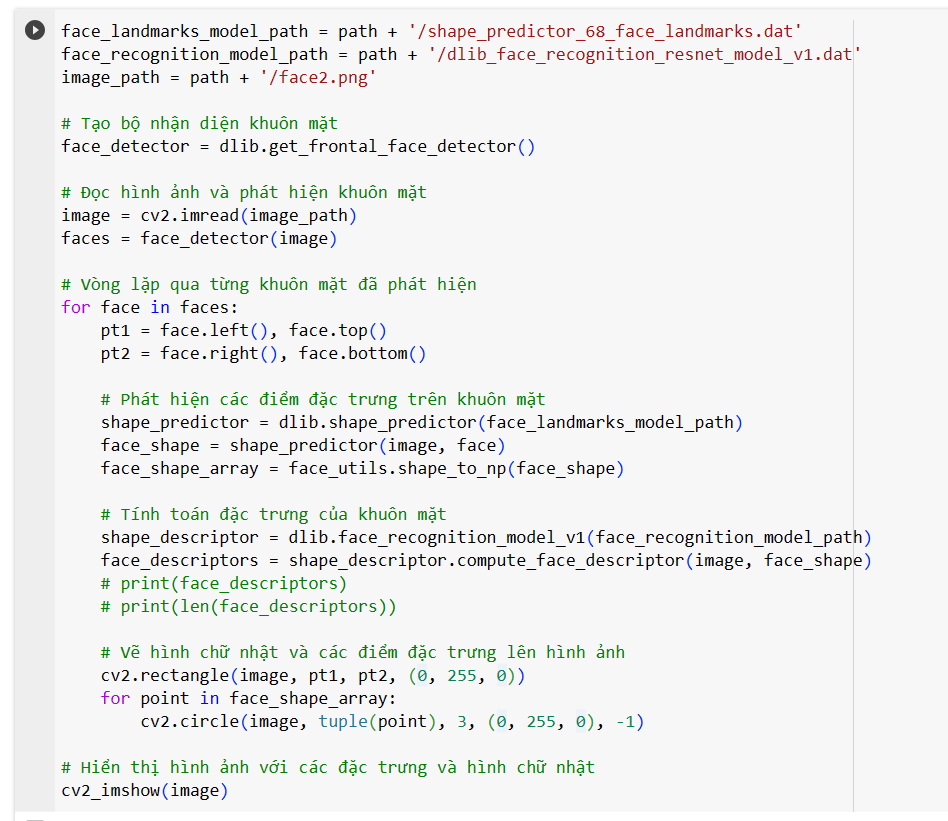 face_landmarks_model_path = path + '/shape_predictor_68_face_landmarks.dat'
face_recognition_model_path = path + '/dlib_face_recognition_resnet_model_v1.dat'
image_path = path + '/face2.png'

# Tạo bộ nhận diện khuôn mặt
face_detector = dlib.get_frontal_face_detector()

# Đọc hình ảnh và phát hiện khuôn mặt
image = cv2.imread(image_path)
faces = face_detector(image)

# Vòng lặp qua từng khuôn mặt đã phát hiện
for face in faces:
    pt1 = face.left(), face.top()
    pt2 = face.right(), face.bottom()

    # Phát hiện các điểm đặc trưng trên khuôn mặt
    shape_predictor = dlib.shape_predictor(face_landmarks_model_path)
    face_shape = shape_predictor(image, face)
    face_shape_array = face_utils.shape_to_np(face_shape)

    # Tính toán đặc trưng của khuôn mặt
    shape_descriptor = dlib.face_recognition_model_v1(face_recognition_model_path)
    face_descriptors = shape_descriptor.compute_face_descriptor(image, face_shape)
    # print(face_descriptors)
    # print(len(face_descriptors))

    # Vẽ hình chữ nhật và các điểm đặc trưng lên hình ảnh
    cv2.rectangle(image, pt1, pt2, (0, 255, 0))
    for point in face_shape_array:
        cv2.circle(image, tuple(point), 3, (0, 255, 0), -1)

# Hiển thị hình ảnh với các đặc trưng và hình chữ nhật
cv2_imshow(image)